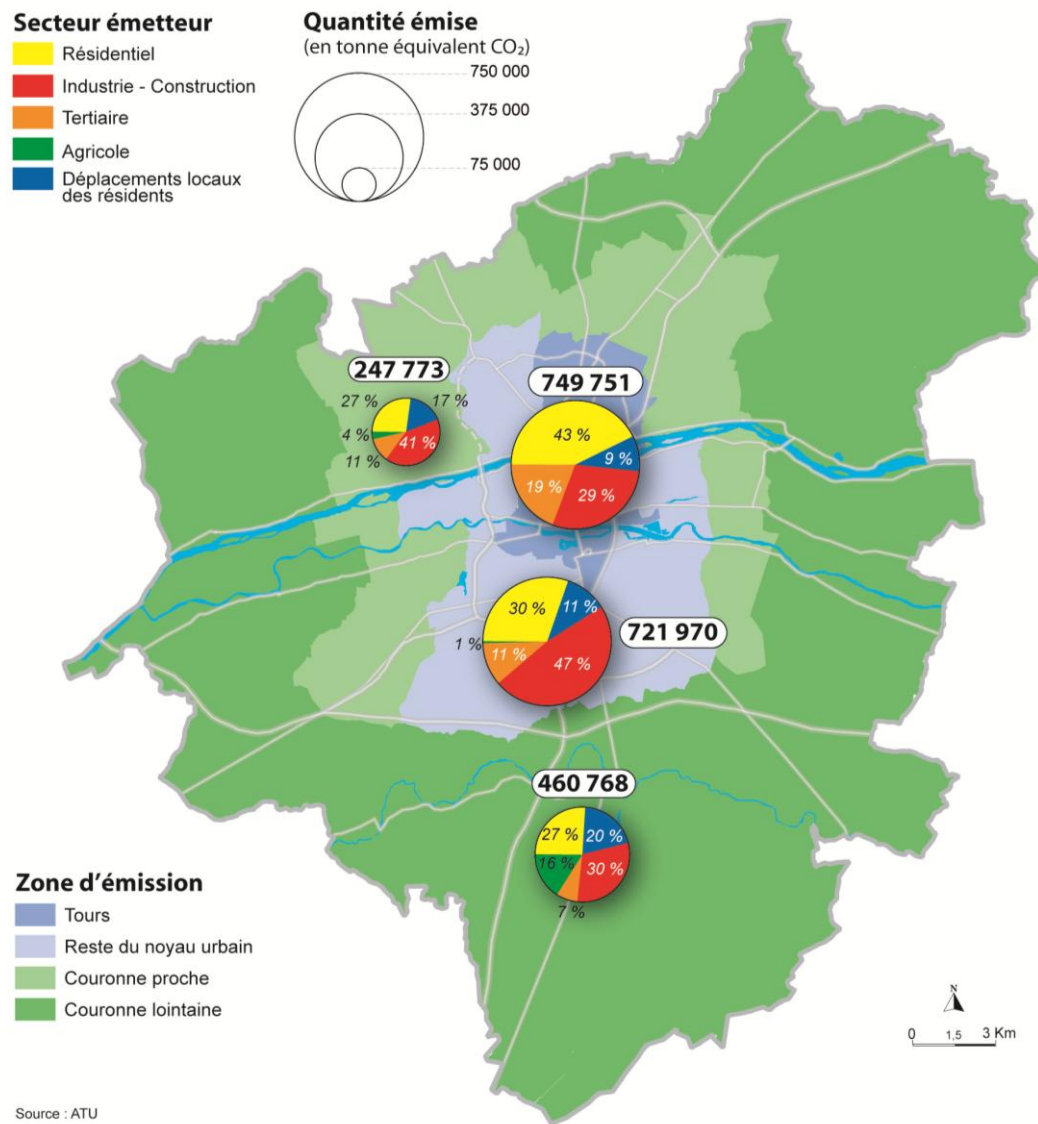 Secteur émetteur
Résidentiel
Industrie - Construction
Tertiaire
Agricole
Déplacements locaux
des résidents
Quantité émise
(en tonne équivalent CO₂)
750 000
375 000
75 000
247 773
27 %
17 %
4 %
41 %
11 %
749 751
43 %
9 %
19 %
29 %
30 %
11 %
1 %
11 %
47 %
721 970
460 768
27 %
20 %
16 %
30 %
7 %
Zone d'émission
Tours
Reste du noyau urbain
Couronne proche
Couronne lointaine
N
0 1,5 3 Km
Source : ATU